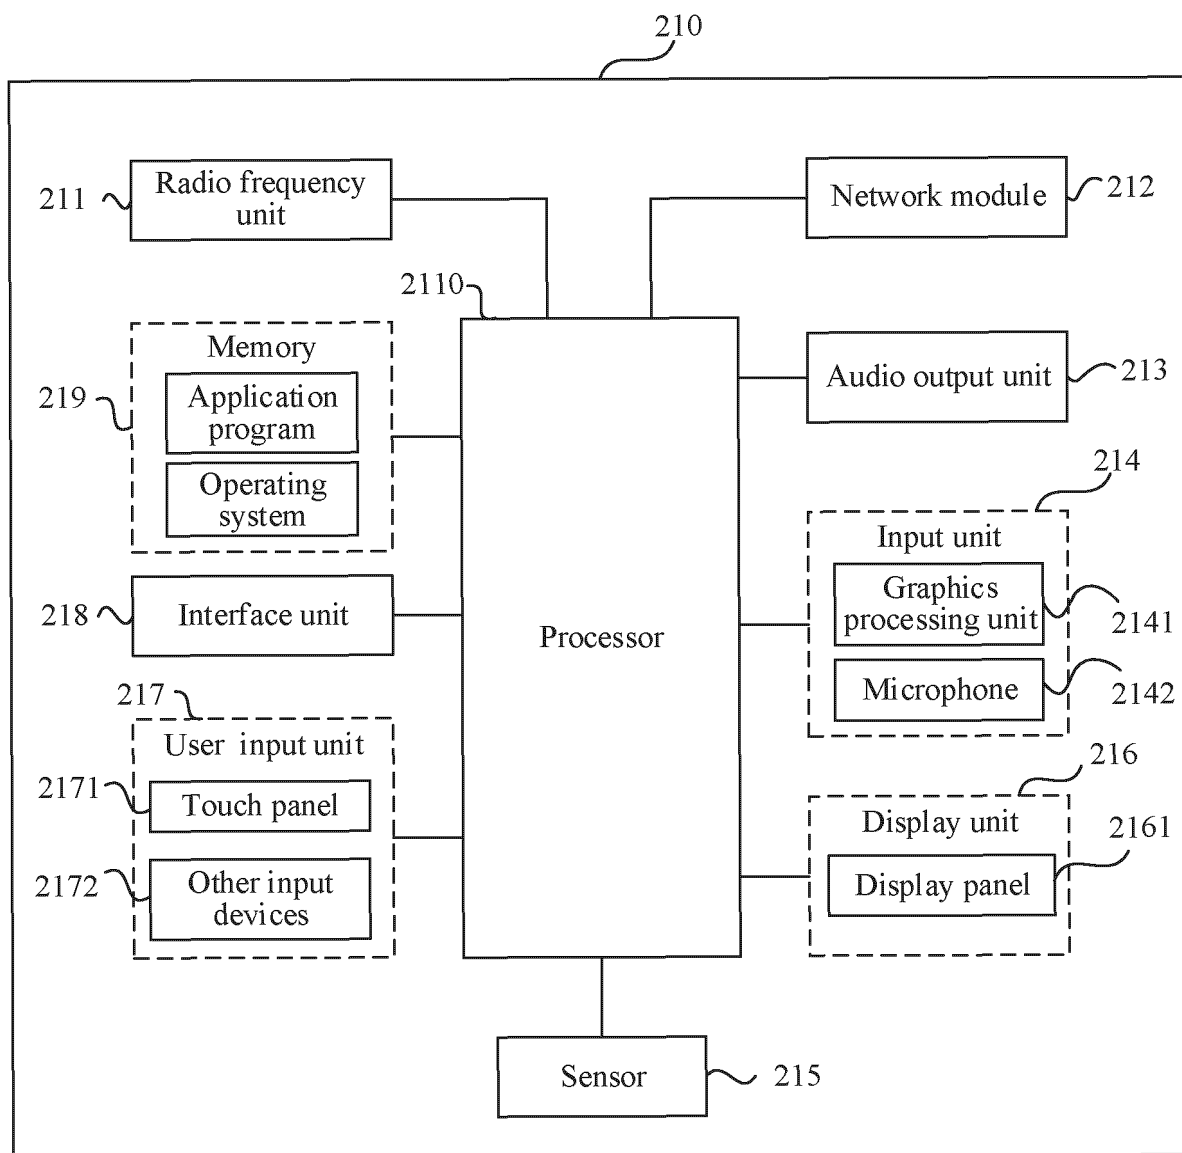 210
211
Radio frequency
unit
Network module
212
2110
219
Memory
Application
program
Operating
system
Audio output unit
213
214
Input unit
Graphics
processing unit
2141
Microphone
2142
218
Interface unit
Processor
217
User input unit
2171
Touch panel
2172
Other input
devices
216
Display unit
2161
Display panel
Sensor
215